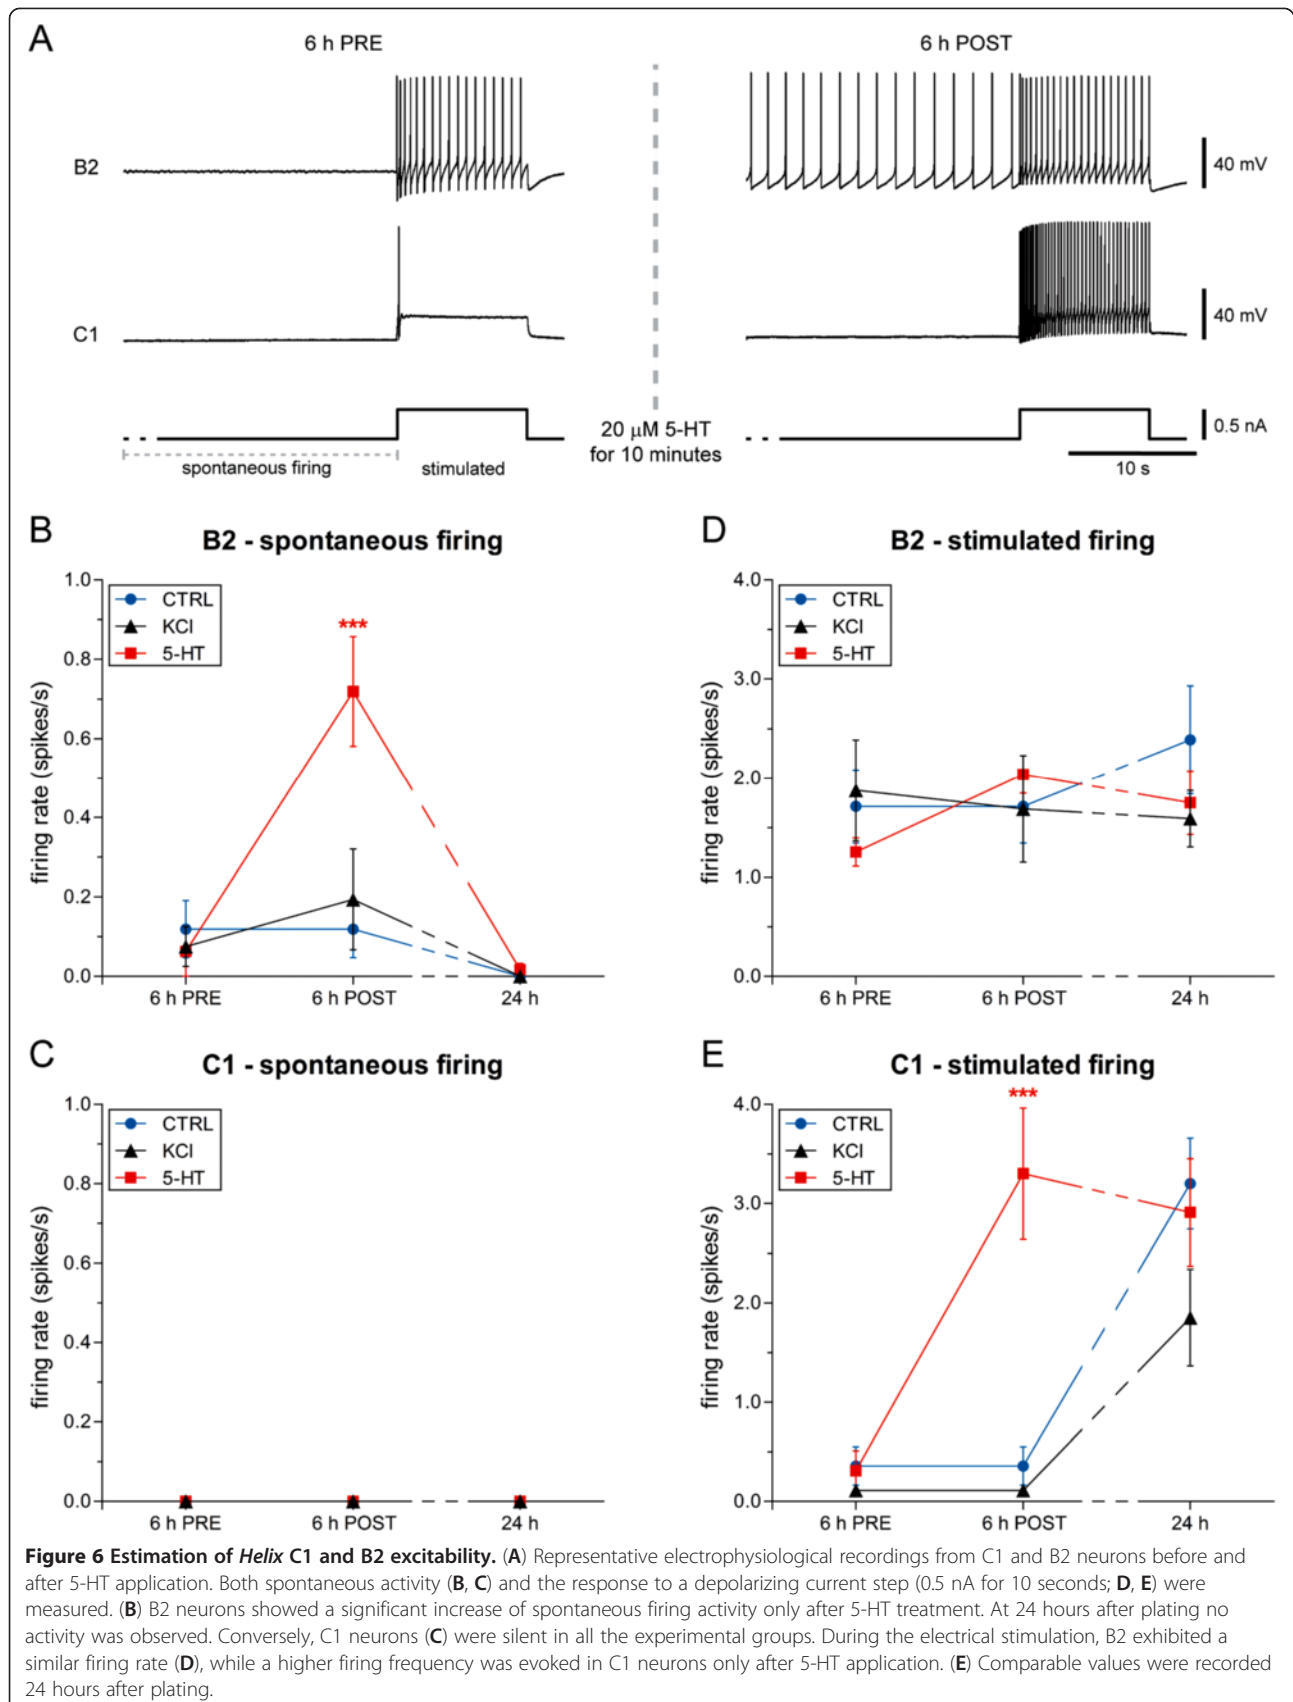 A
6 h PRE
6 h POST
B2
40 mV
C1
40 mV
20 μM 5-HT
for 10 minutes
0.5 nA
spontaneous firing
stimulated
10 s
B
B2 - spontaneous firing
CTRL
KCl
5-HT
***
firing rate (spikes/s)
1.0
0.8
0.6
0.4
0.2
0.0
6 h PRE
6 h POST
24 h
D
B2 - stimulated firing
CTRL
KCl
5-HT
firing rate (spikes/s)
4.0
3.0
2.0
1.0
0.0
6 h PRE
6 h POST
24 h
C
C1 - spontaneous firing
CTRL
KCl
5-HT
firing rate (spikes/s)
1.0
0.8
0.6
0.4
0.2
0.0
6 h PRE
6 h POST
24 h
E
C1 - stimulated firing
CTRL
KCl
5-HT
***
firing rate (spikes/s)
4.0
3.0
2.0
1.0
0.0
6 h PRE
6 h POST
24 h
Figure 6 Estimation of Helix C1 and B2 excitability. (A) Representative electrophysiological recordings from C1 and B2 neurons before and
after 5-HT application. Both spontaneous activity (B, C) and the response to a depolarizing current step (0.5 nA for 10 seconds; D, E) were
measured. (B) B2 neurons showed a significant increase of spontaneous firing activity only after 5-HT treatment. At 24 hours after plating no
activity was observed. Conversely, C1 neurons (C) were silent in all the experimental groups. During the electrical stimulation, B2 exhibited a
similar firing rate (D), while a higher firing frequency was evoked in C1 neurons only after 5-HT application. (E) Comparable values were recorded
24 hours after plating.